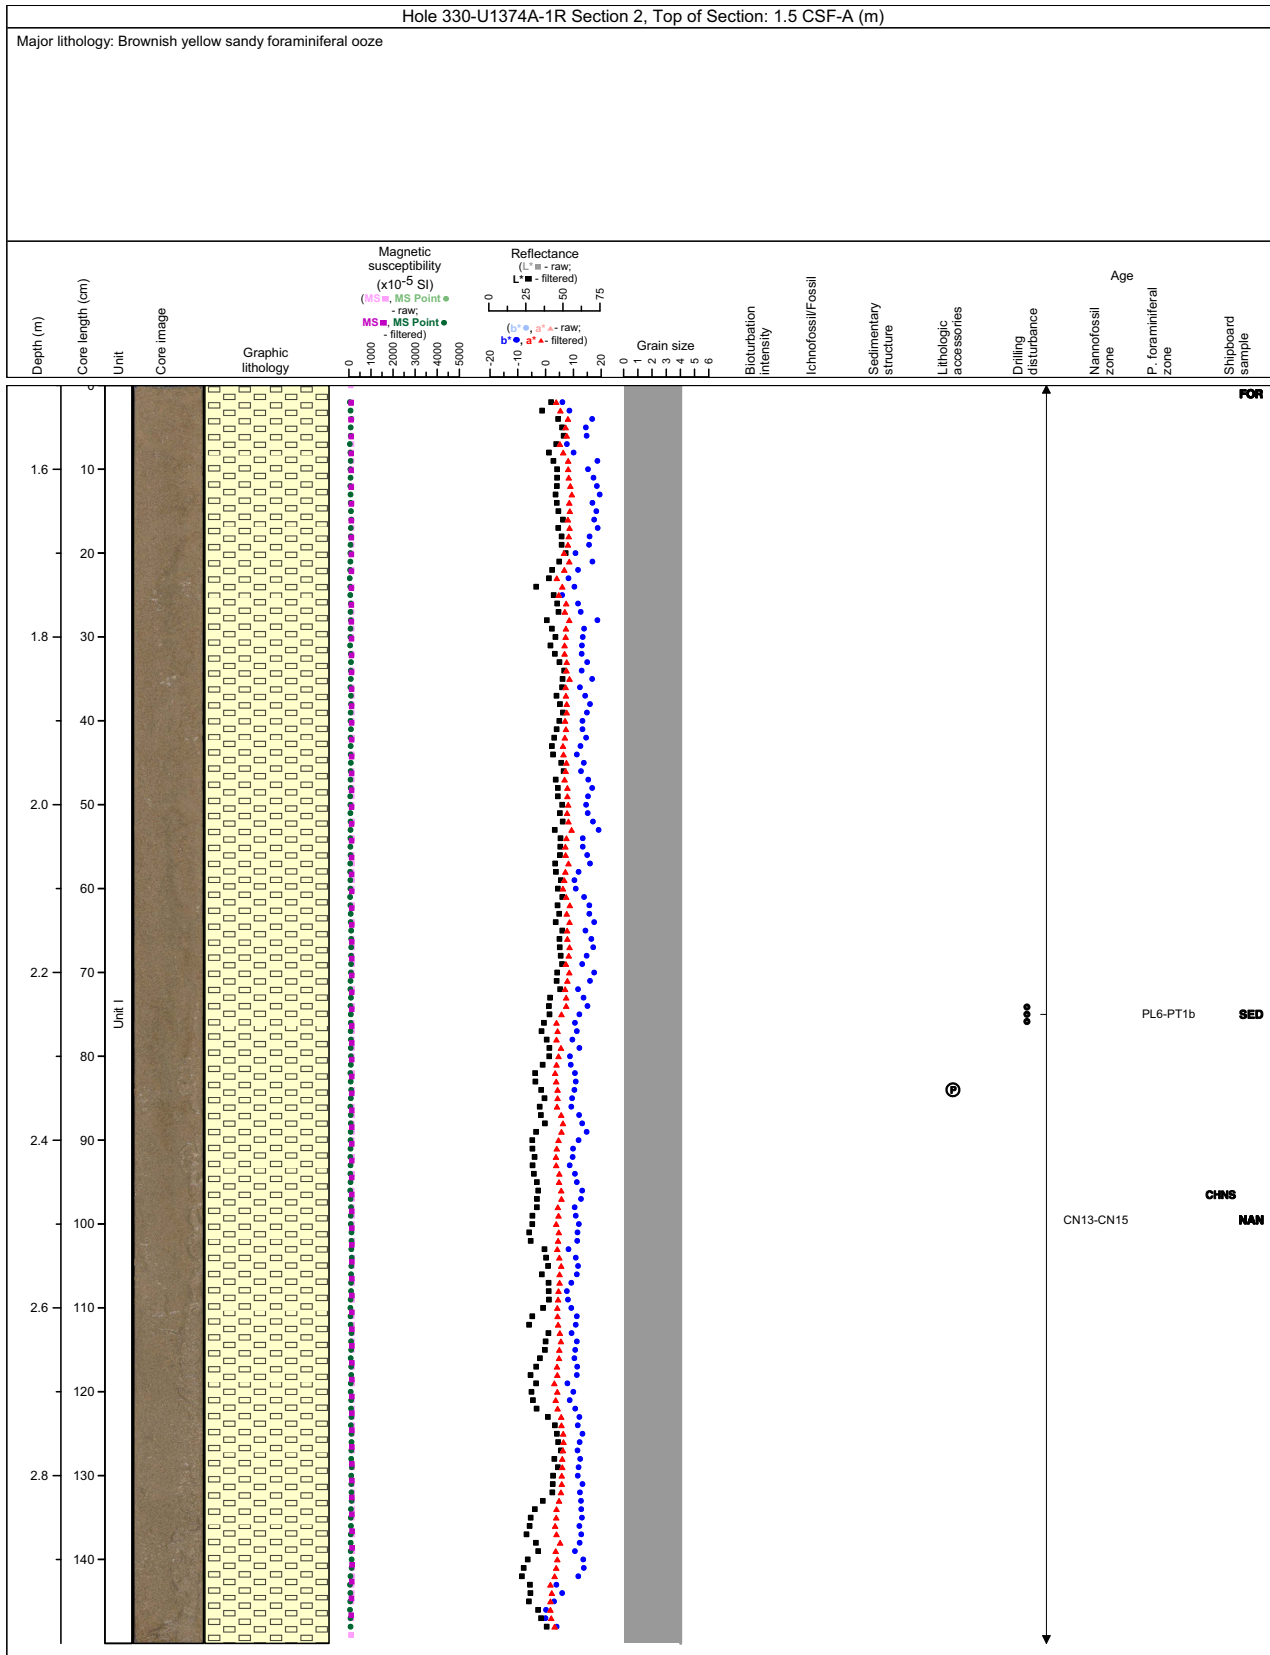 Hole 330-U1374A-1R Section 2, Top of Section: 1.5 CSF-A (m)
Major lithology: Brownish yellow sandy foraminiferal ooze
Depth (m)
Core length (cm)
Unit
Core image
Graphic
lithology
Magnetic
susceptibility
(x10-5 SI)
(MS, MS Point
- raw;
MS, MS Point
- filtered)
0 1000 2000 3000 4000 5000
Reflectance
(L* - raw;
L* - filtered)
0 25 50 75
(b*, a* - raw;
b*, a* - filtered)
-20 -10 0 10 20
Grain size
0 1 2 3 4 5 6
Bioturbation
intensity
Ichnofossil/Fossil
Sedimentary
structure
Lithologic
accessories
Drilling
disturbance
Age
Nannofossil
zone
P. foraminiferal
zone
Shipboard
sample
0
FOR
1.6 10
20
1.8 30
40
2.0 50
60
2.2 70
Unit I
PL6-PT1b SED
80
P
2.4 90
CHNS
100 CN13-CN15 NAN
2.6 110
120
2.8 130
140